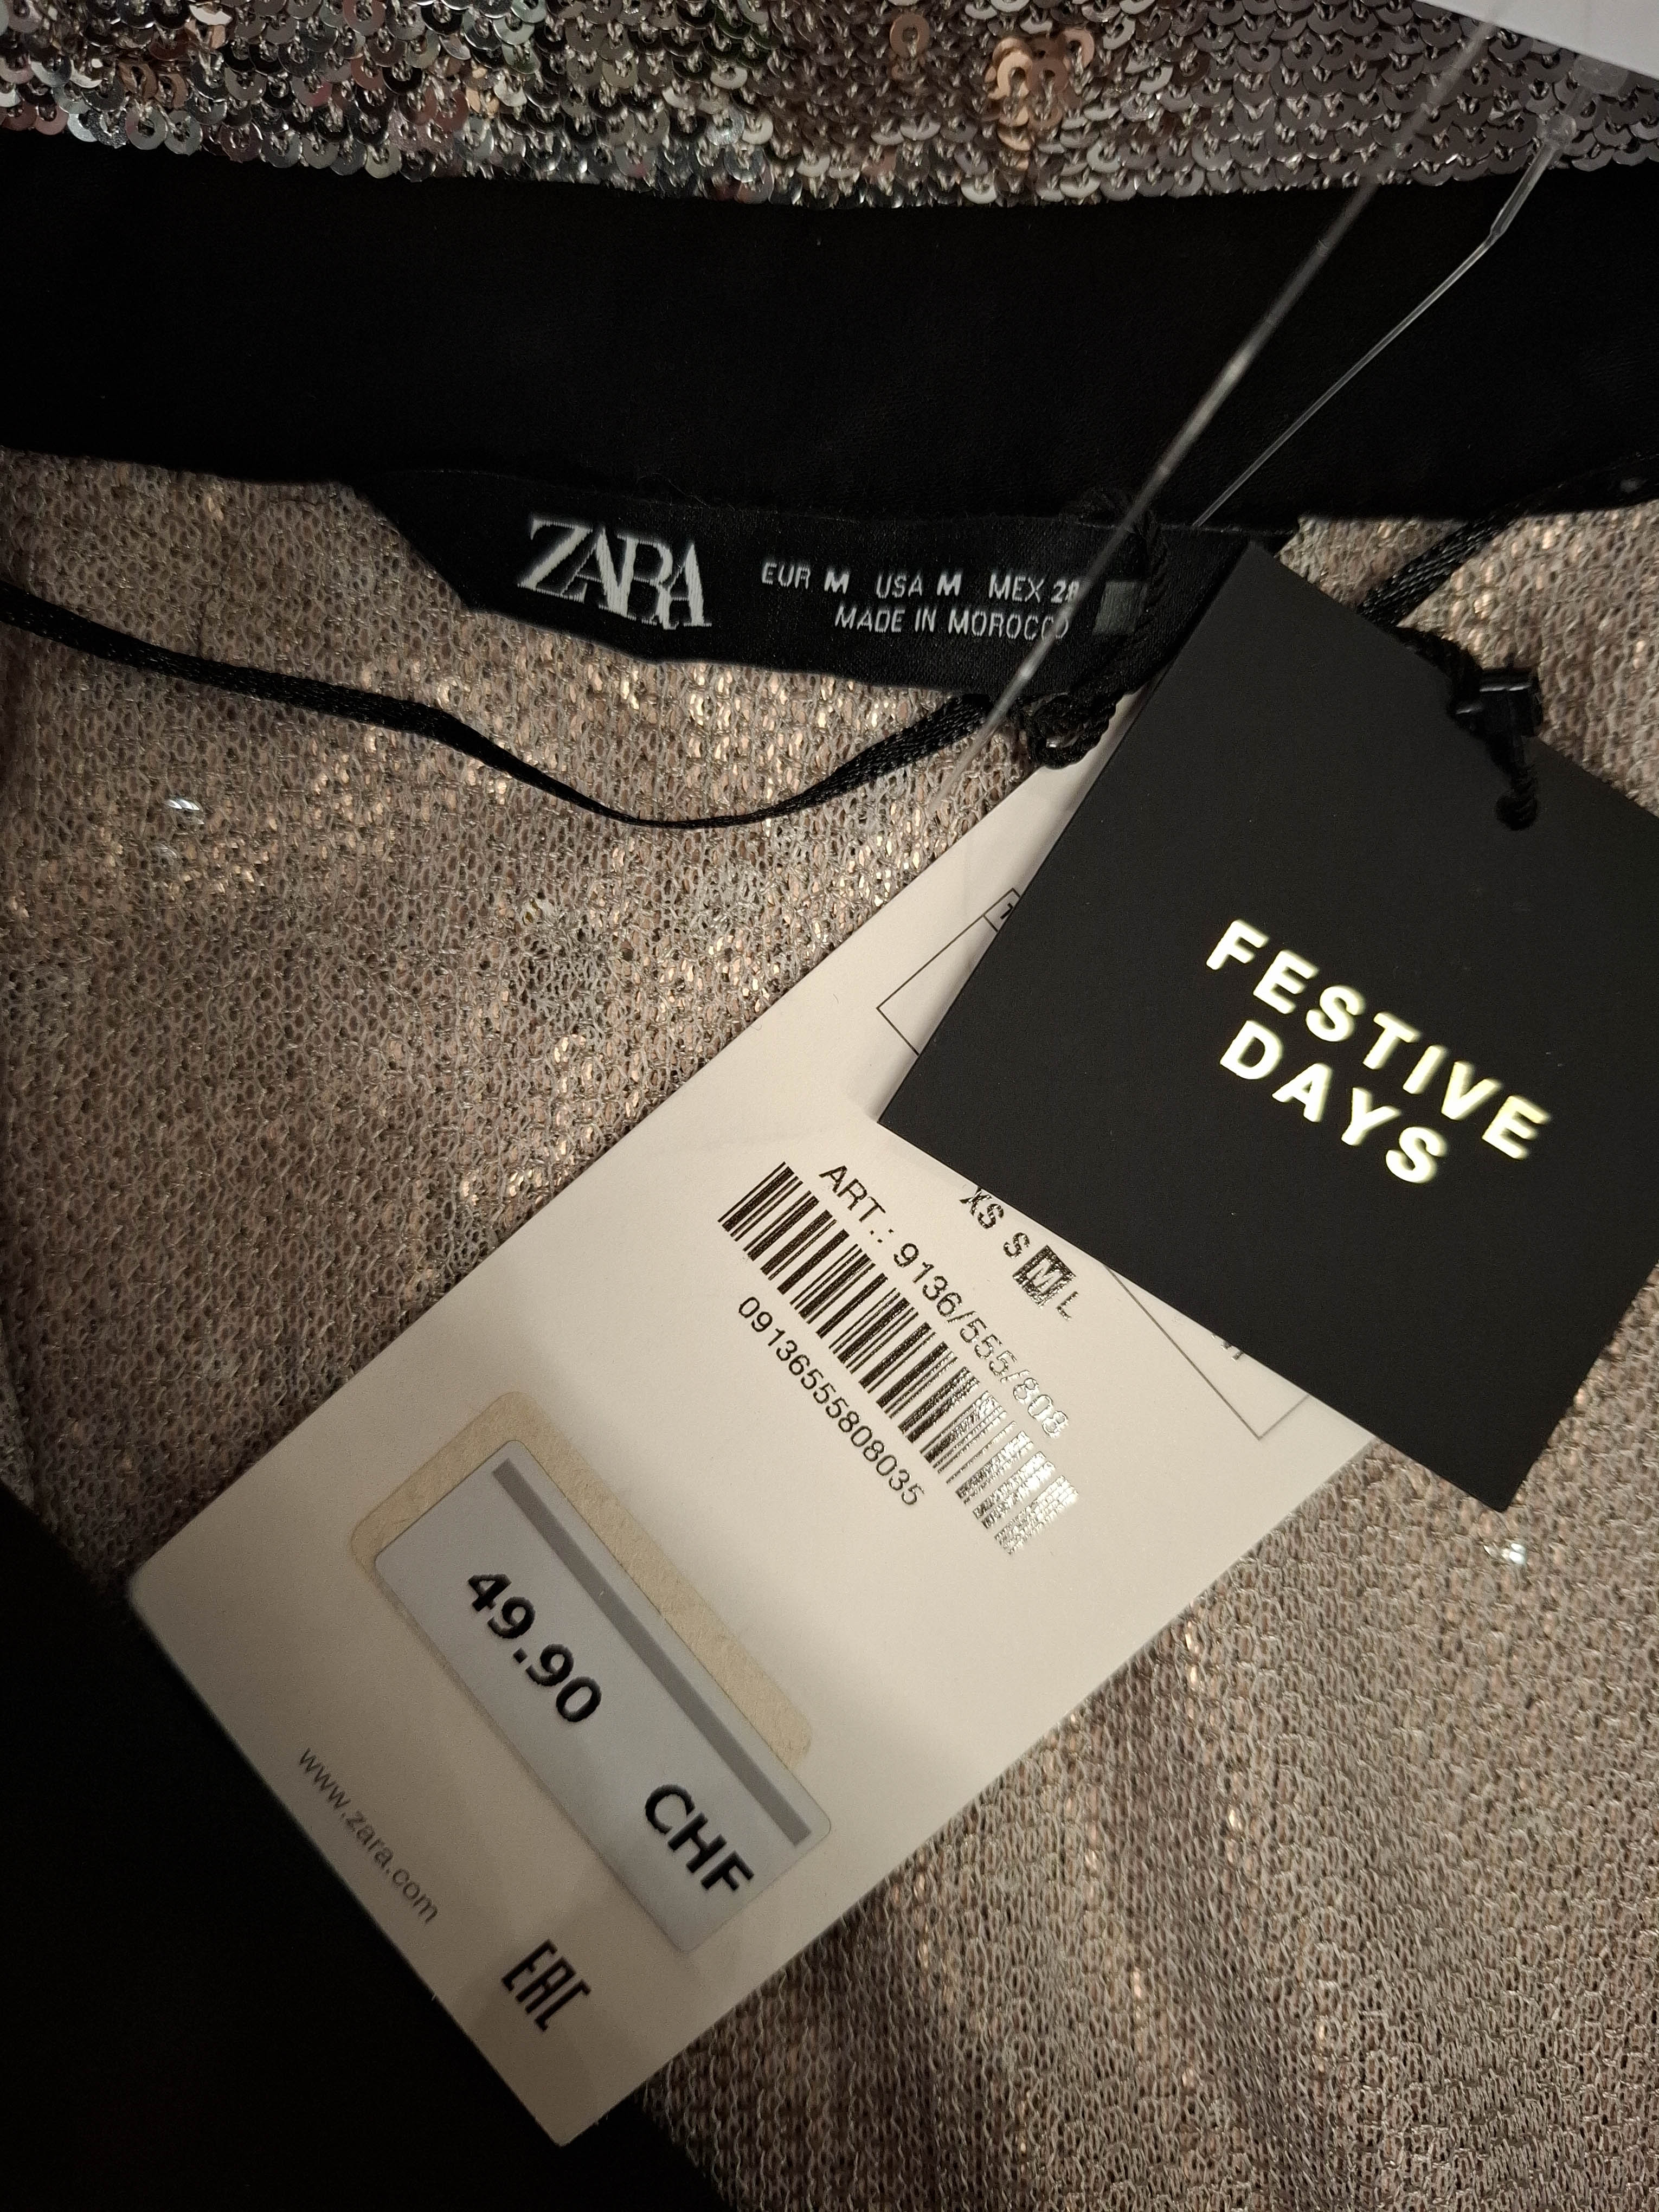 ZARA
EUR M USA M MEX 28
MADE IN MOROCCO
FESTIVE
DAYS
XS S M L
ART.: 9136/555/808
09136555808035
49.90 CHF
www.zara.com
EAC